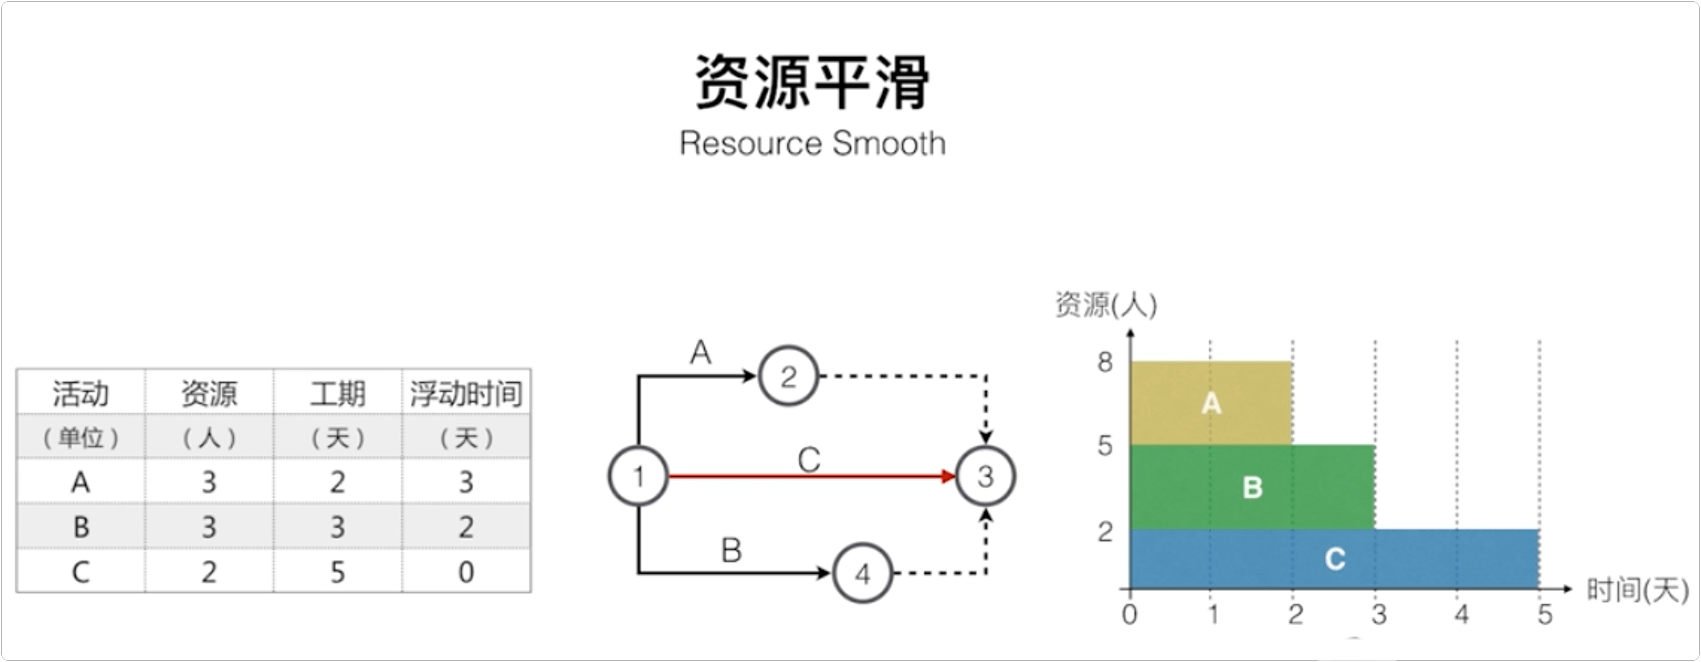 资源平滑
Resource Smooth
活动 资源 工期 浮动时间
（单位） （人） （天） （天）
A 3 2 3
B 3 3 2
C 2 5 0
A
2
C
1
3
B
4
资源(人)
8
A
5
B
2
C
0 1 2 3 4 5
时间(天)